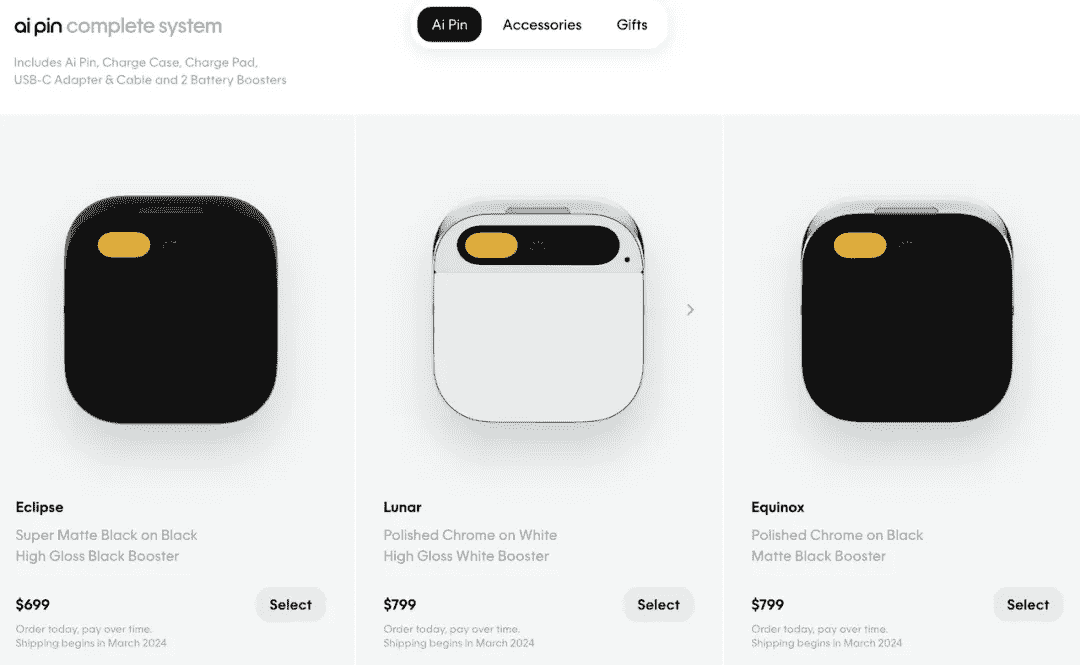 ai pin complete system
Includes Ai Pin, Charge Case, Charge Pad,
USB-C Adapter & Cable and 2 Battery Boosters
Ai Pin
Accessories
Gifts
Eclipse
Super Matte Black on Black
High Gloss Black Booster
$699
Select
Order today, pay over time.
Shipping begins in March 2024
Lunar
Polished Chrome on White
High Gloss White Booster
$799
Select
Order today, pay over time.
Shipping begins in March 2024
Equinox
Polished Chrome on Black
Matte Black Booster
$799
Select
Order today, pay over time.
Shipping begins in March 2024